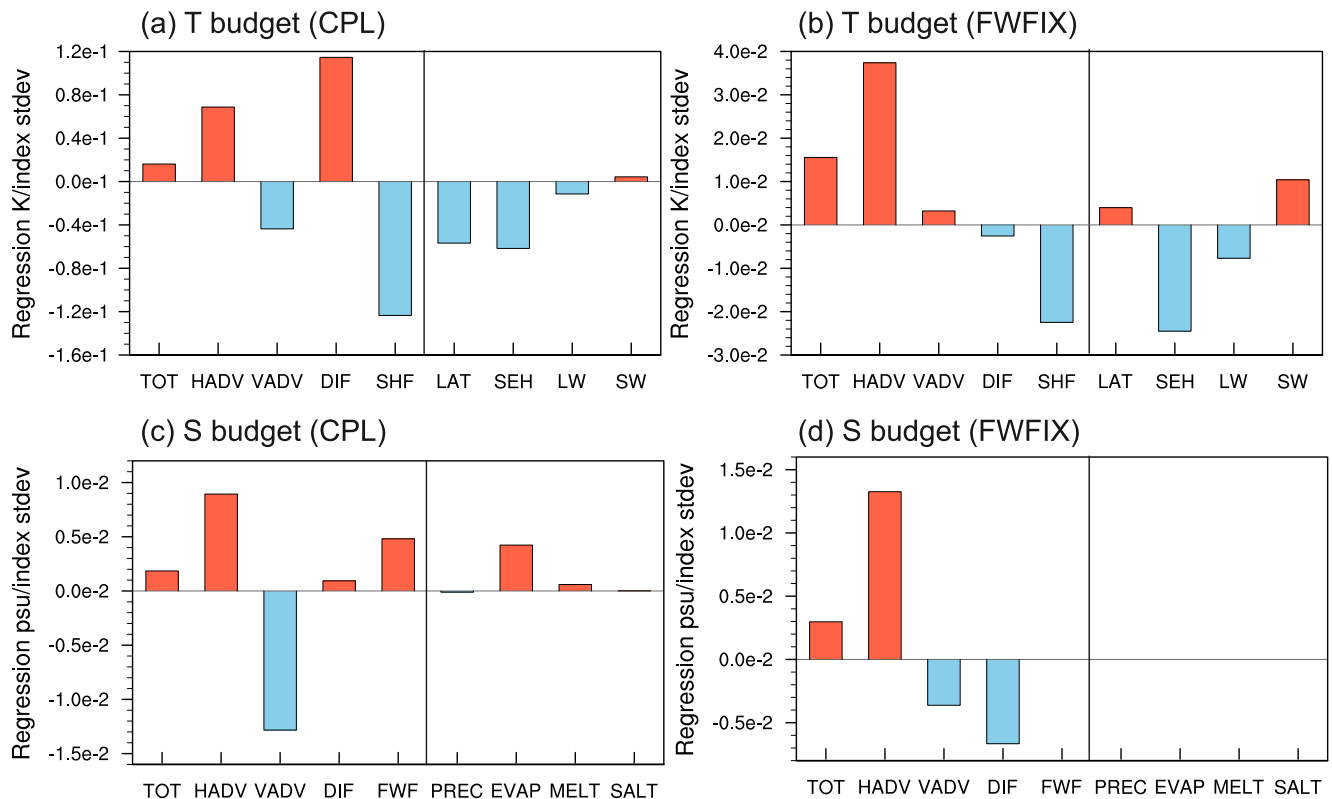 (a) T budget (CPL)
Regression K/index stdev
1.2e-1
0.8e-1
0.4e-1
0.0e-1
-0.4e-1
-0.8e-1
-1.2e-1
-1.6e-1
TOT HADV VADV DIF SHF LAT SEH LW SW
(b) T budget (FWFIX)
Regression K/index stdev
4.0e-2
3.0e-2
2.0e-2
1.0e-2
0.0e-2
-1.0e-2
-2.0e-2
-3.0e-2
TOT HADV VADV DIF SHF LAT SEH LW SW
(c) S budget (CPL)
Regression psu/index stdev
1.0e-2
0.5e-2
0.0e-2
-0.5e-2
-1.0e-2
-1.5e-2
TOT HADV VADV DIF FWF PREC EVAP MELT SALT
(d) S budget (FWFIX)
Regression psu/index stdev
1.5e-2
1.0e-2
0.5e-2
0.0e-2
-0.5e-2
TOT HADV VADV DIF FWF PREC EVAP MELT SALT